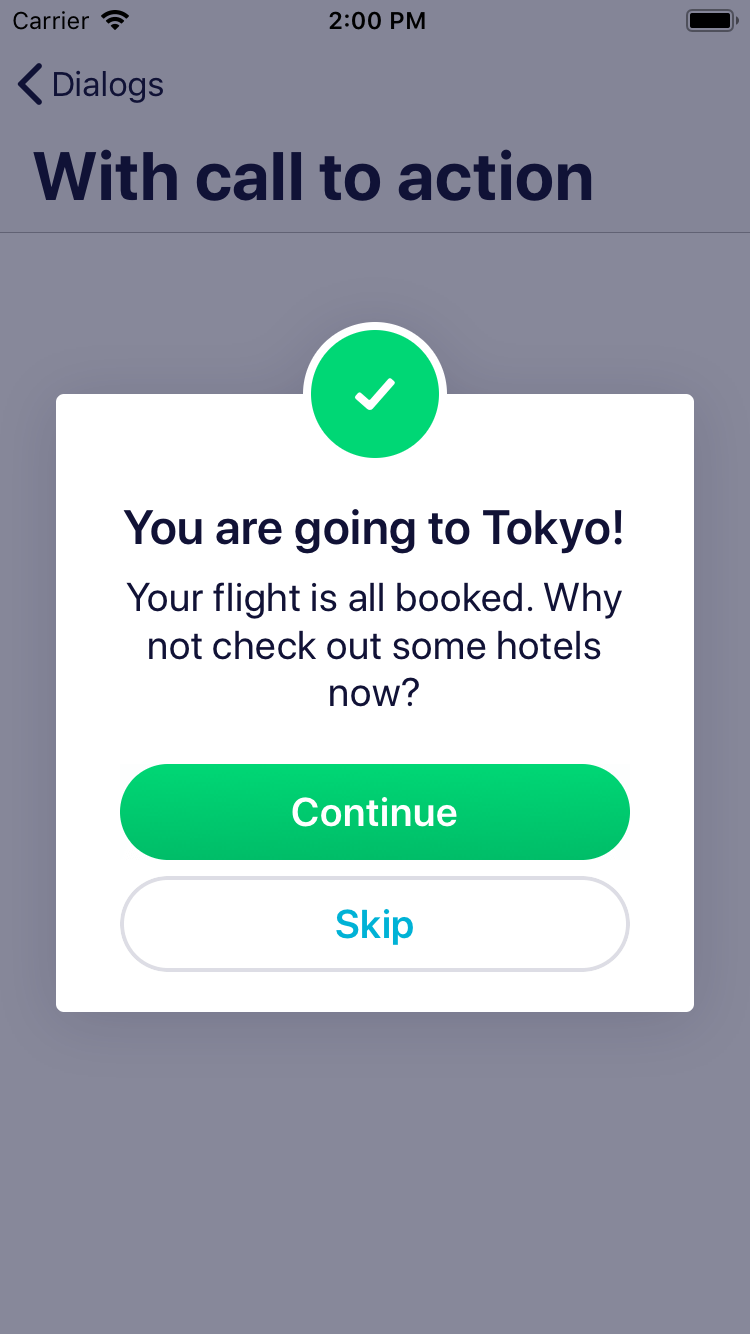 Carrier 2:00 PM
Dialogs
With call to action
You are going to Tokyo!
Your flight is all booked. Why
not check out some hotels
now?
Continue
Skip